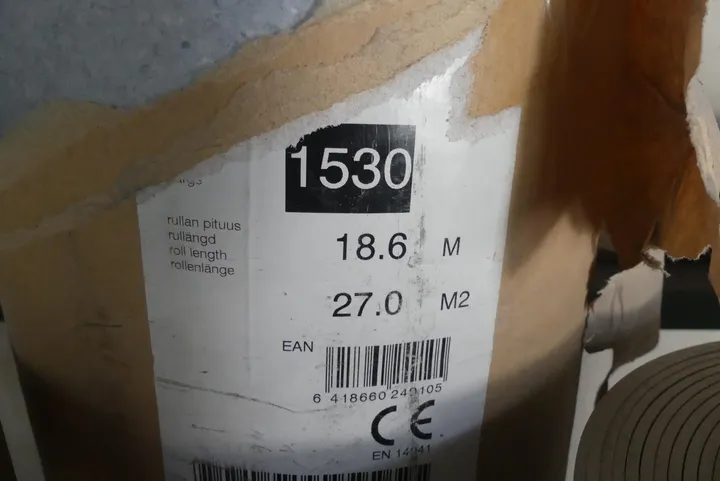 1530
rullan pituus
rullängd
roll length
rollenlänge
18.6 M
27.0 M2
EAN
6 418660 249105
CE
EN 14041